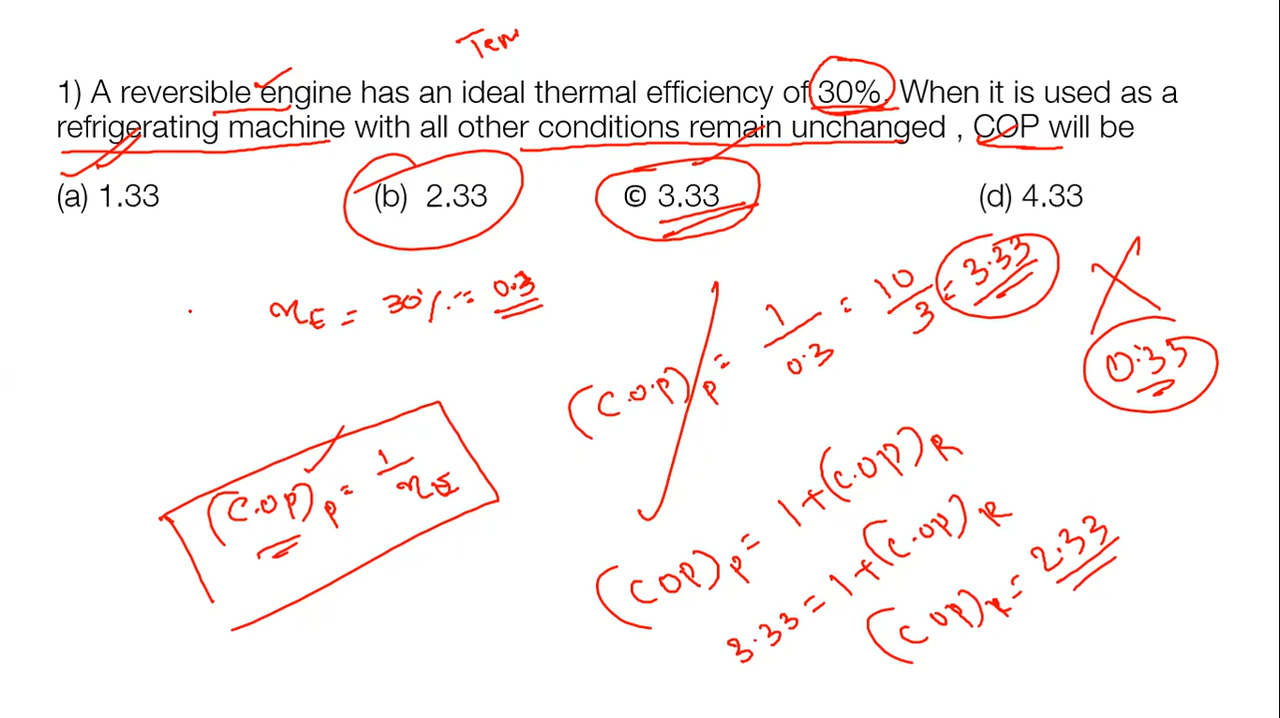 Tem
1) A reversible engine has an ideal thermal efficiency of 30%. When it is used as a
refrigerating machine with all other conditions remain unchanged , COP will be
(a) 1.33 (b) 2.33 © 3.33 (d) 4.33
ηE = 30%. = 0.3
(C.O.P)P = 1/0.3 = 10/3 = 3.33
0.35
(C.O.P)P = 1/ηE
(COP)P = 1+(C.OP)R
3.33 = 1+(C.OP)R
(COP)R = 2.33